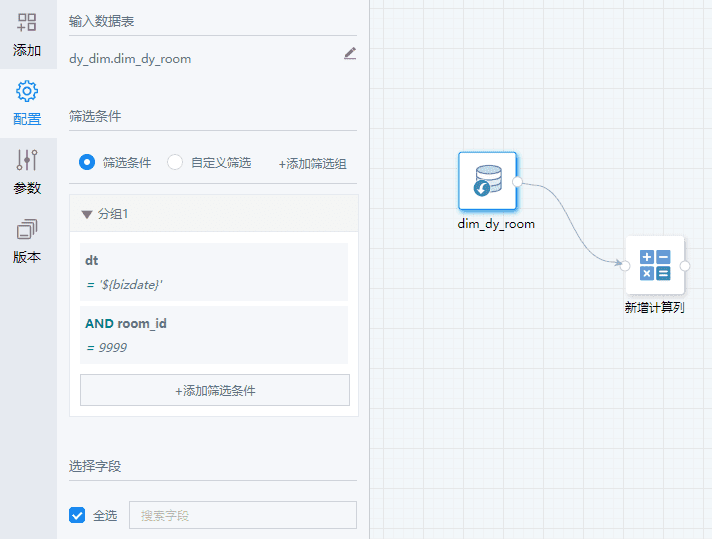 添加
配置
参数
版本
输入数据表
dy_dim.dim_dy_room
筛选条件
筛选条件 自定义筛选 +添加筛选组
分组1
dt
= '${bizdate}'
AND room_id
= 9999
+添加筛选条件
选择字段
全选 搜索字段
dim_dy_room
新增计算列